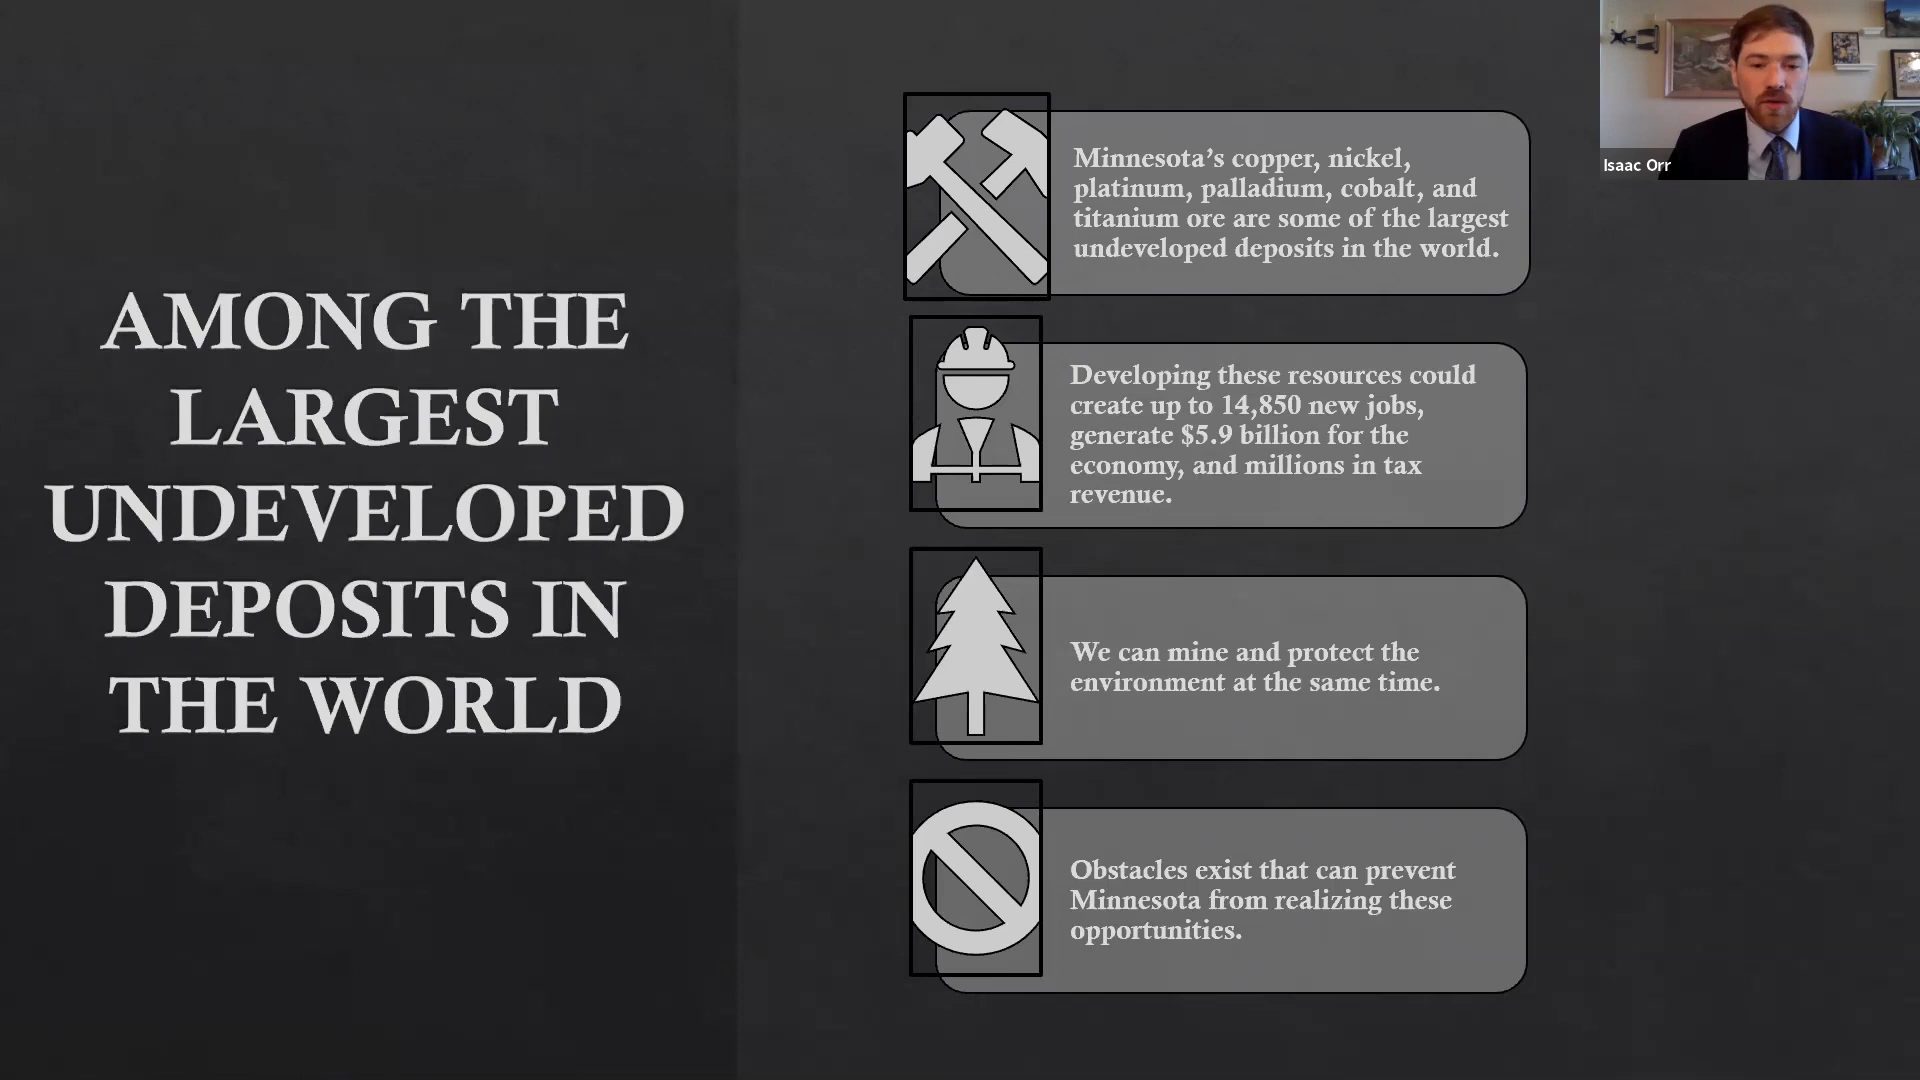 AMONG THE
LARGEST
UNDEVELOPED
DEPOSITS IN
THE WORLD
Minnesota’s copper, nickel,
platinum, palladium, cobalt, and
titanium ore are some of the largest
undeveloped deposits in the world.
Developing these resources could
create up to 14,850 new jobs,
generate $5.9 billion for the
economy, and millions in tax
revenue.
We can mine and protect the
environment at the same time.
Obstacles exist that can prevent
Minnesota from realizing these
opportunities.
Isaac Orr